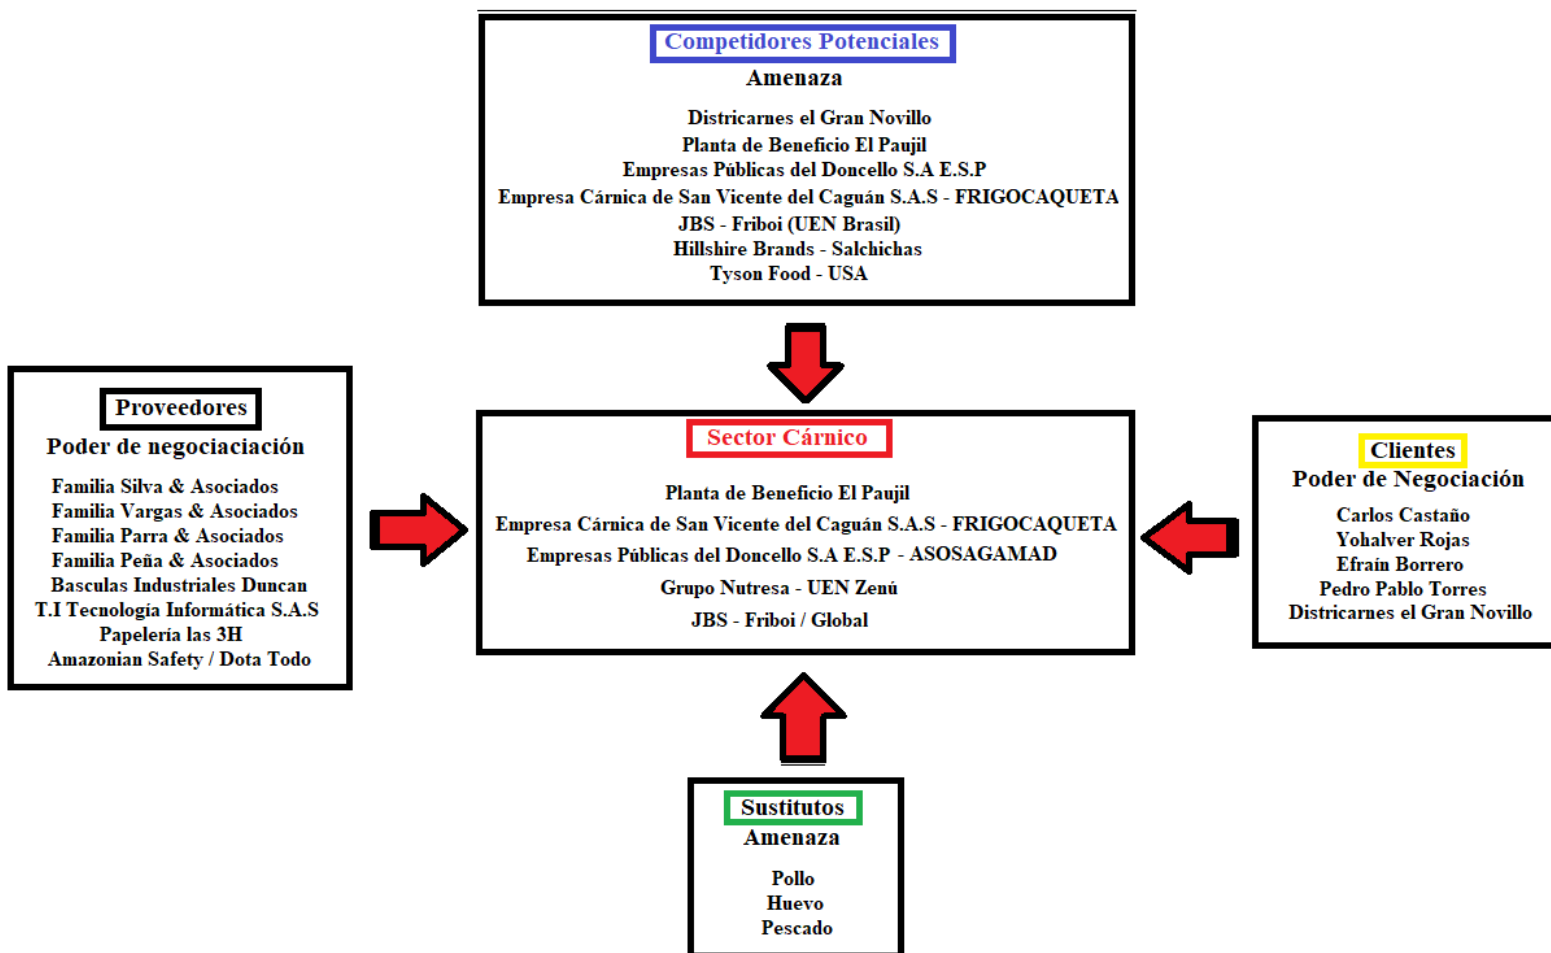 Competidores Potenciales
Amenaza
Districarnes el Gran Novillo
Planta de Beneficio El Paujil
Empresas Públicas del Doncello S.A E.S.P
Empresa Cárnica de San Vicente del Caguán S.A.S - FRIGOCAQUETA
JBS - Friboi (UEN Brasil)
Hillshire Brands - Salchichas
Tyson Food - USA
Proveedores
Poder de negociaciación
Familia Silva & Asociados
Familia Vargas & Asociados
Familia Parra & Asociados
Familia Peña & Asociados
Basculas Industriales Duncan
T.I Tecnología Informática S.A.S
Papelería las 3H
Amazonian Safety / Dota Todo
Sector Cárnico
Planta de Beneficio El Paujil
Empresa Cárnica de San Vicente del Caguán S.A.S - FRIGOCAQUETA
Empresas Públicas del Doncello S.A E.S.P - ASOSAGAMAD
Grupo Nutresa - UEN Zenú
JBS - Friboi / Global
Clientes
Poder de Negociación
Carlos Castaño
Yohalver Rojas
Efraín Borrero
Pedro Pablo Torres
Districarnes el Gran Novillo
Sustitutos
Amenaza
Pollo
Huevo
Pescado